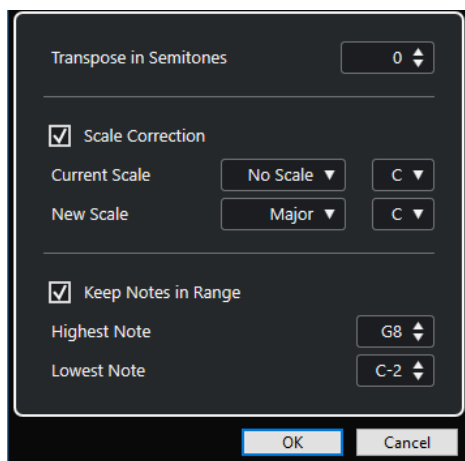 Transpose in Semitones 0
Scale Correction
Current Scale No Scale C
New Scale Major C
Keep Notes in Range
Highest Note G8
Lowest Note C-2
OK Cancel